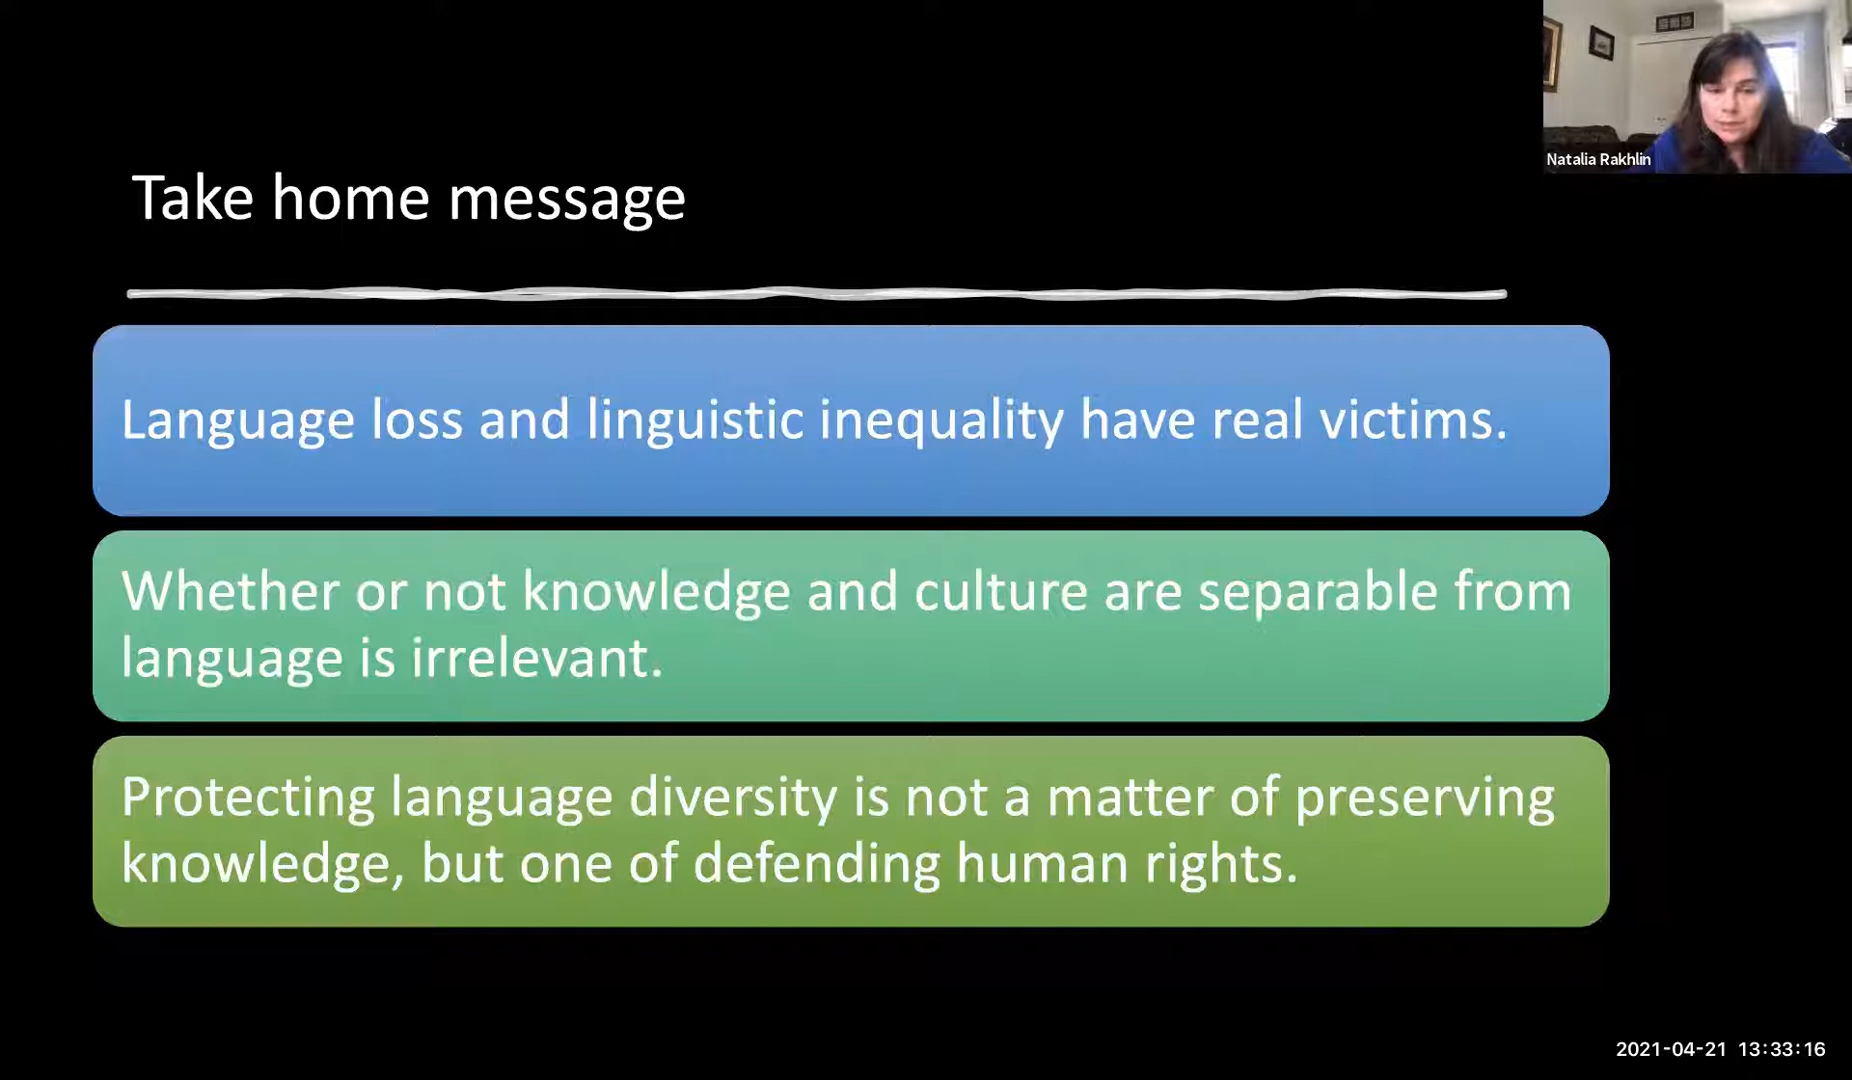 Natalia Rakhlin
Take home message
Language loss and linguistic inequality have real victims.
Whether or not knowledge and culture are separable from
language is irrelevant.
Protecting language diversity is not a matter of preserving
knowledge, but one of defending human rights.
2021-04-21 13:33:16